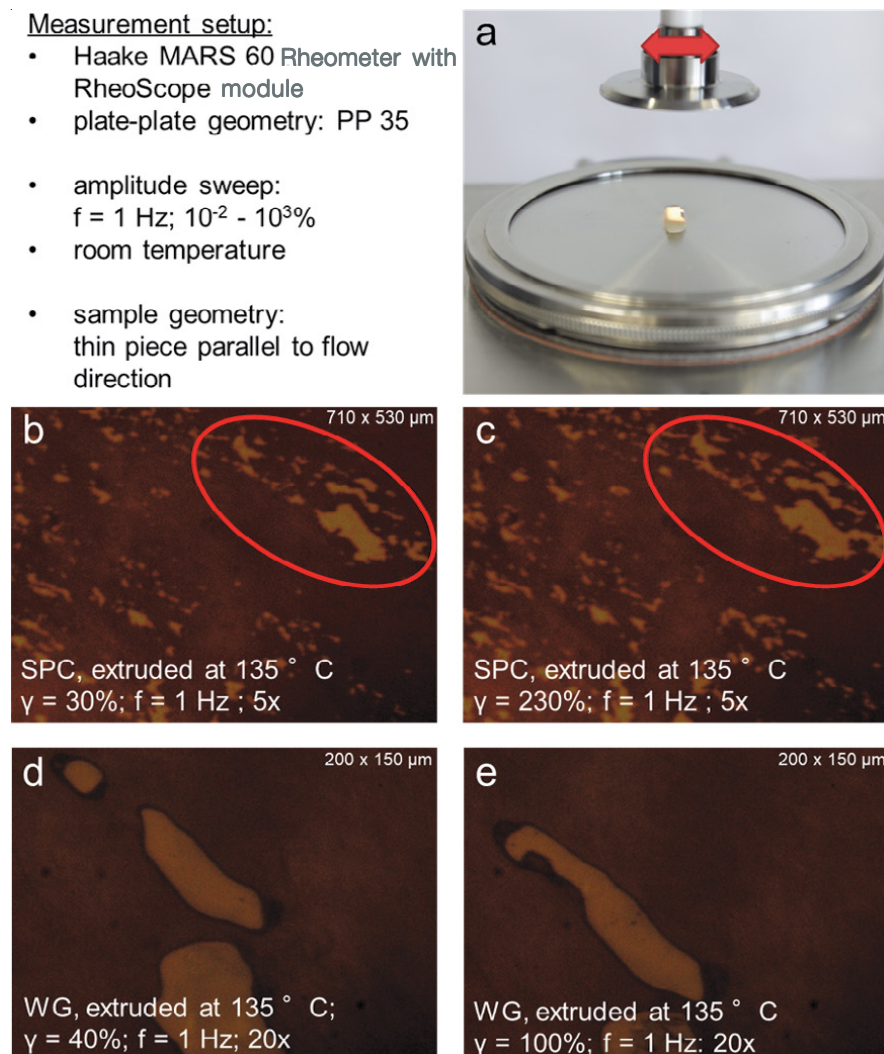 Measurement setup:
• Haake MARS 60 Rheometer with
RheoScope module
• plate-plate geometry: PP 35
• amplitude sweep:
f = 1 Hz; 10⁻² - 10³%
• room temperature
• sample geometry:
thin piece parallel to flow
direction
a
b
710 x 530 µm
SPC, extruded at 135 ° C
γ = 30%; f = 1 Hz ; 5x
c
710 x 530 µm
SPC, extruded at 135 ° C
γ = 230%; f = 1 Hz ; 5x
d
200 x 150 µm
WG, extruded at 135 ° C;
γ = 40%; f = 1 Hz; 20x
e
200 x 150 µm
WG, extruded at 135 ° C
γ = 100%; f = 1 Hz; 20x